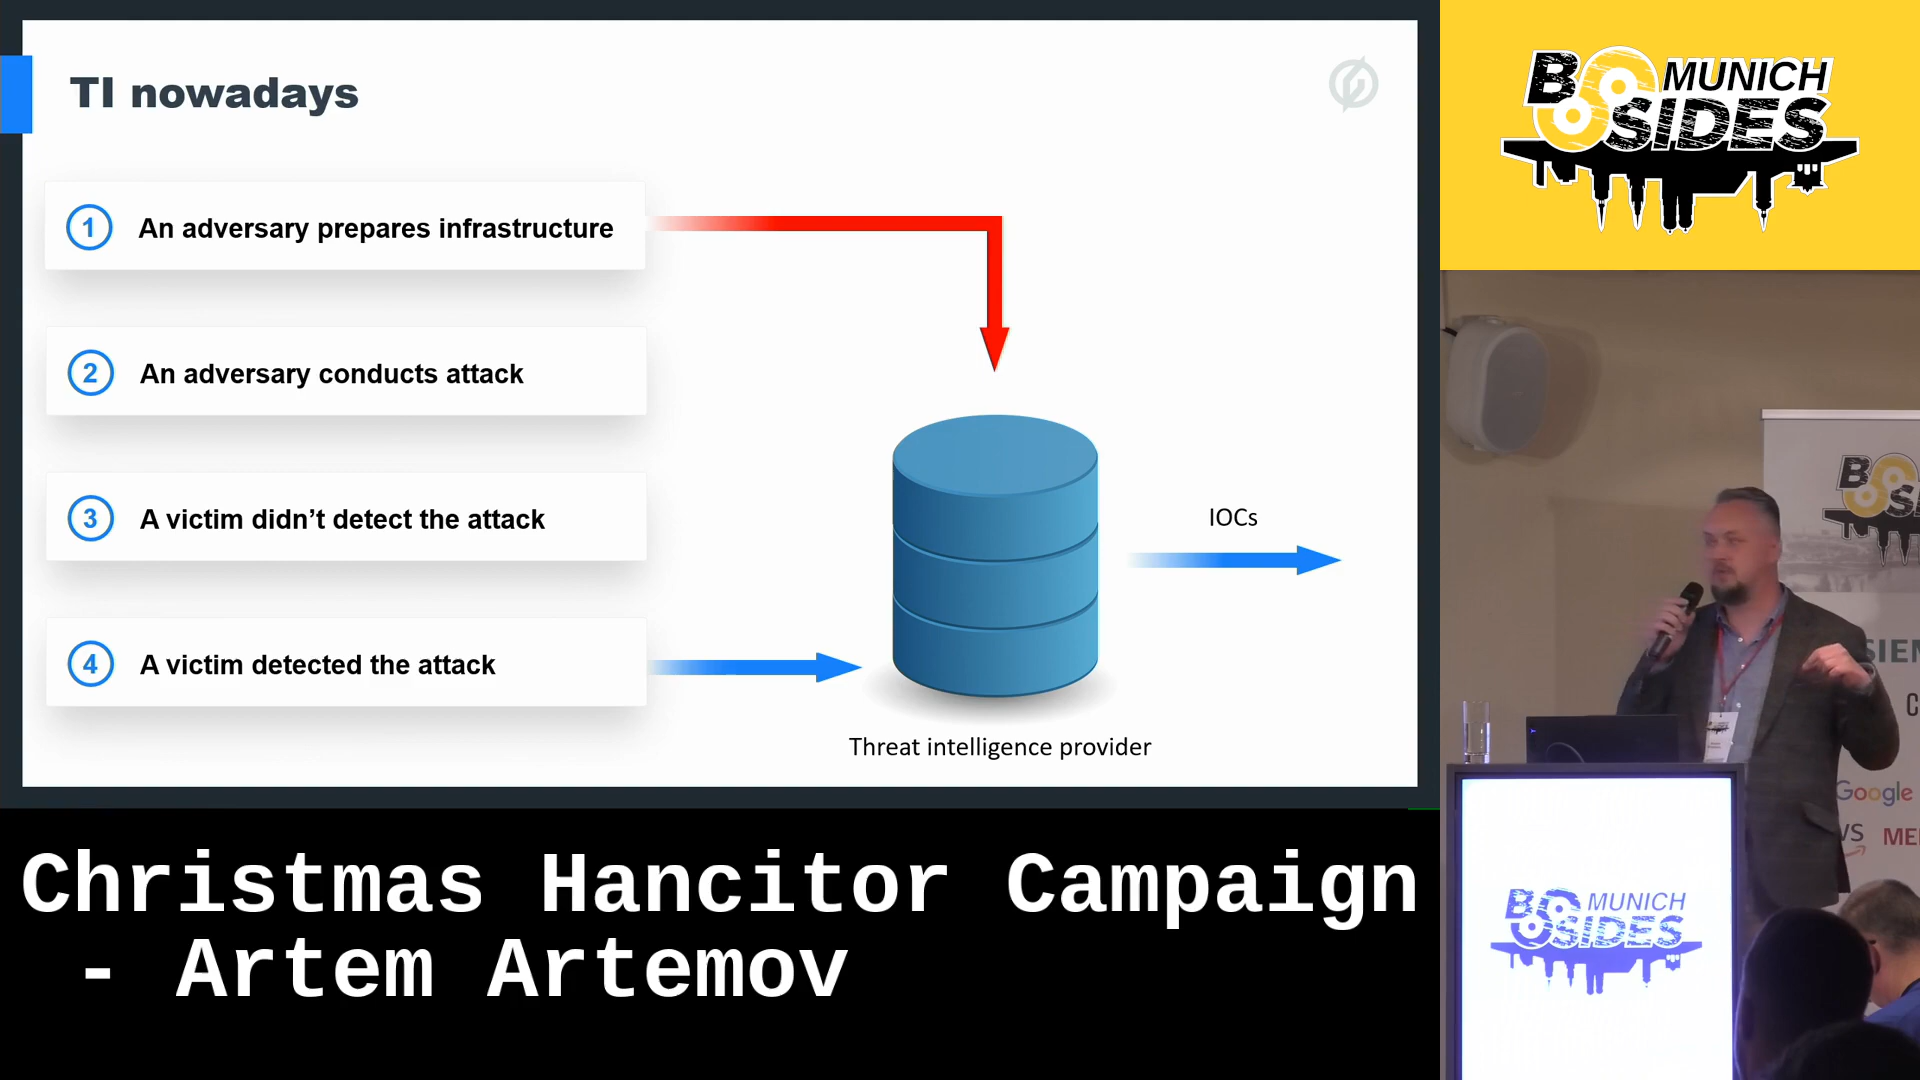 TI nowadays
1 An adversary prepares infrastructure
2 An adversary conducts attack
3 A victim didn’t detect the attack
4 A victim detected the attack
IOCs
Threat intelligence provider
Christmas Hancitor Campaign
- Artem Artemov
MUNICH
BSIDES
Google
MUNICH
BSIDES